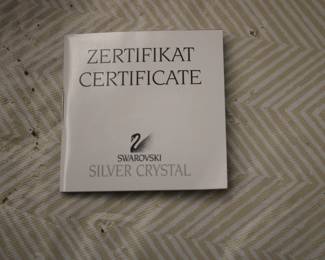 ZERTIFIKAT
CERTIFICATE
SWAROVSKI
SILVER CRYSTAL